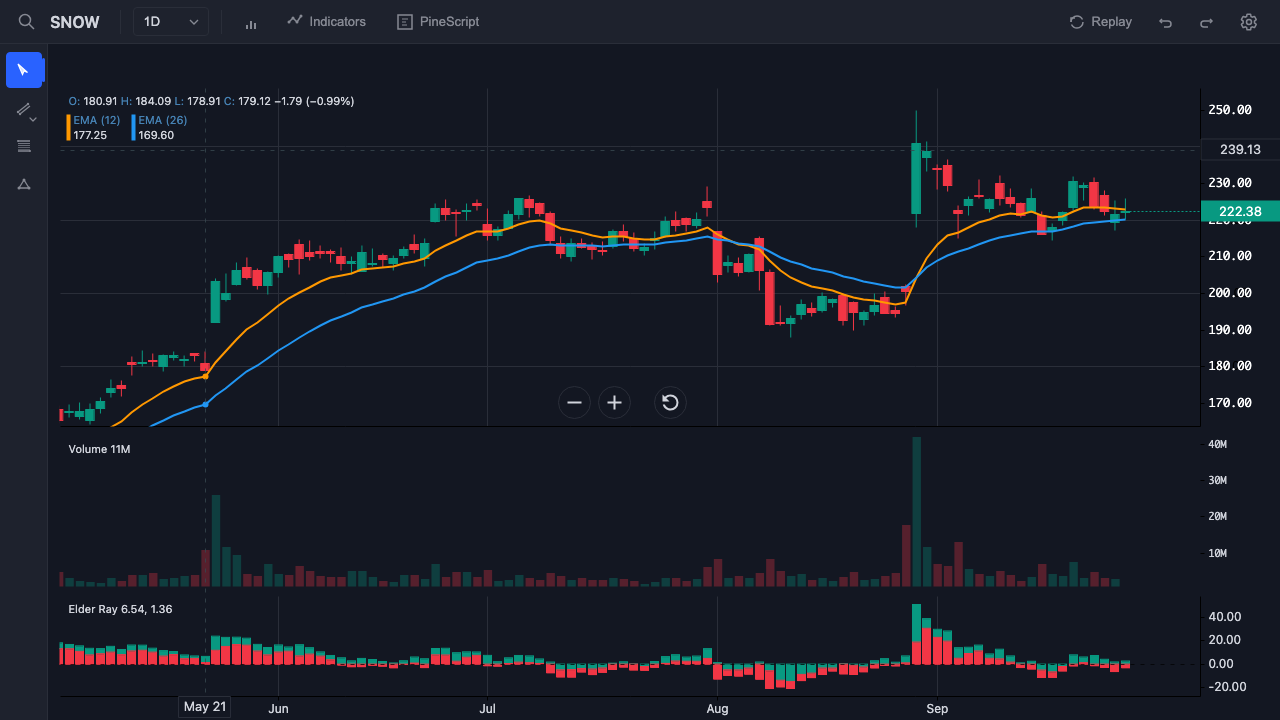 SNOW 1D Indicators PineScript Replay
O: 180.91 H: 184.09 L: 178.91 C: 179.12 −1.79 (−0.99%)
EMA (12) EMA (26)
177.25 169.60
250.00
239.13
230.00
222.38
210.00
200.00
190.00
180.00
170.00
Volume 11M
40M
30M
20M
10M
Elder Ray 6.54, 1.36
40.00
20.00
0.00
−20.00
May 21 Jun Jul Aug Sep